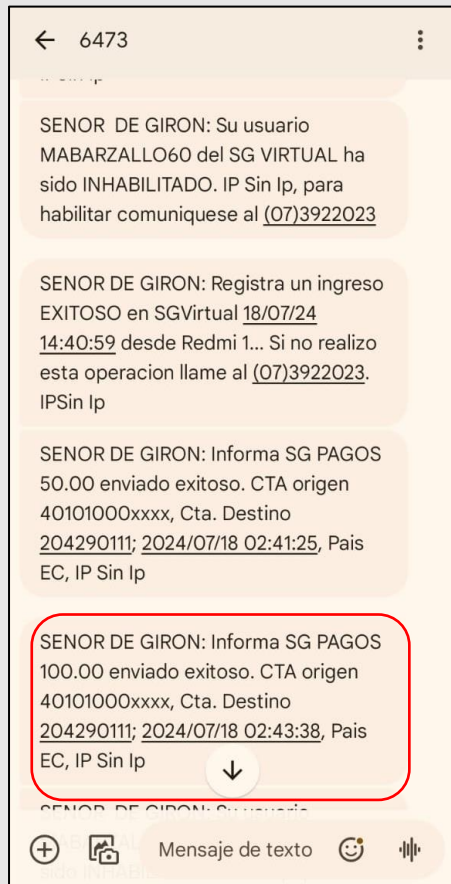 6473
SENOR DE GIRON: Su usuario
MABARZALLO60 del SG VIRTUAL ha
sido INHABILITADO. IP Sin Ip, para
habilitar comuniquese al (07)3922023
SENOR DE GIRON: Registra un ingreso
EXITOSO en SGVirtual 18/07/24
14:40:59 desde Redmi 1... Si no realizo
esta operacion llame al (07)3922023.
IPSin Ip
SENOR DE GIRON: Informa SG PAGOS
50.00 enviado exitoso. CTA origen
40101000xxxx, Cta. Destino
204290111; 2024/07/18 02:41:25, Pais
EC, IP Sin Ip
SENOR DE GIRON: Informa SG PAGOS
100.00 enviado exitoso. CTA origen
40101000xxxx, Cta. Destino
204290111; 2024/07/18 02:43:38, Pais
EC, IP Sin Ip
SENOR DE GIRON: Su usuario
Mensaje de texto